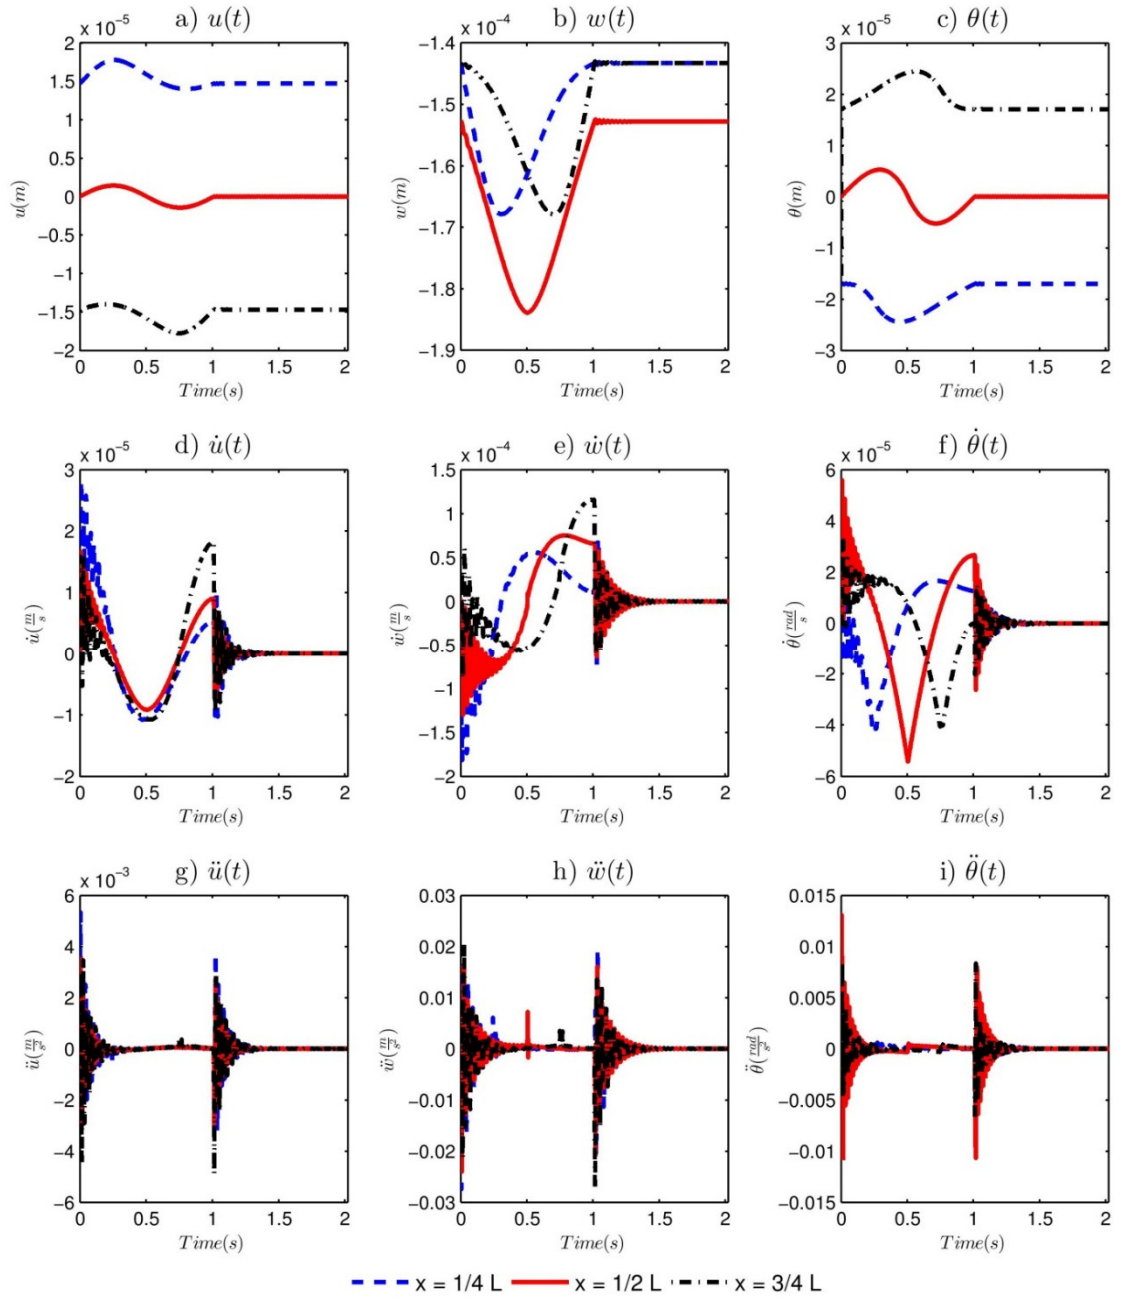 a) u(t) b) w(t) c) θ(t)
x 10⁻⁵ x 10⁻⁴ x 10⁻⁵
2 1.5 1 0.5 0 −0.5 −1 −1.5 −2
u(m)
0 0.5 1 1.5 2
Time(s)
−1.4 −1.5 −1.6 −1.7 −1.8 −1.9
w(m)
0 0.5 1 1.5 2
Time(s)
3 2 1 0 −1 −2 −3
θ(m)
0 0.5 1 1.5 2
Time(s)
d) u̇(t) e) ẇ(t) f) θ̇(t)
x 10⁻⁵ x 10⁻⁴ x 10⁻⁵
3 2 1 0 −1 −2
u̇(m/s)
0 0.5 1 1.5 2
Time(s)
1.5 1 0.5 0 −0.5 −1 −1.5 −2
ẇ(m/s)
0 0.5 1 1.5 2
Time(s)
6 4 2 0 −2 −4 −6
θ̇(rad/s)
0 0.5 1 1.5 2
Time(s)
g) ü(t) h) ẅ(t) i) θ̈(t)
x 10⁻³
6 4 2 0 −2 −4 −6
ü(m/s²)
0 0.5 1 1.5 2
Time(s)
0.03 0.02 0.01 0 −0.01 −0.02 −0.03
ẅ(m/s²)
0 0.5 1 1.5 2
Time(s)
0.015 0.01 0.005 0 −0.005 −0.01 −0.015
θ̈(rad/s²)
0 0.5 1 1.5 2
Time(s)
x = 1/4 L x = 1/2 L x = 3/4 L